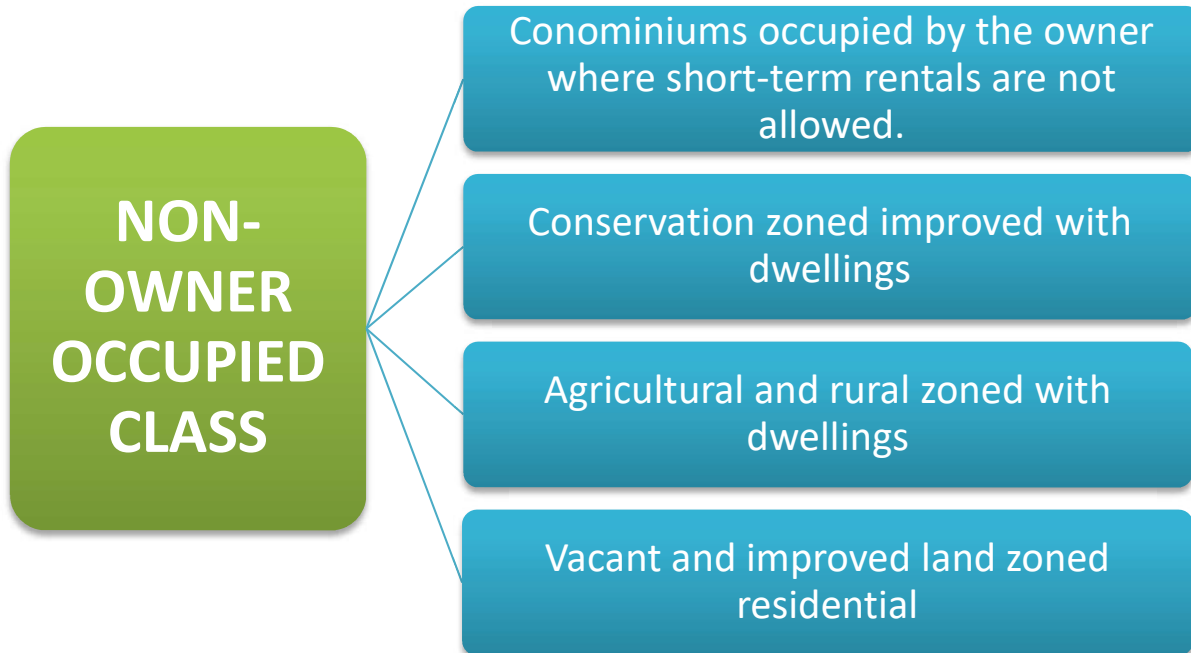 NON-
OWNER
OCCUPIED
CLASS
Conominiums occupied by the owner
where short-term rentals are not
allowed.
Conservation zoned improved with
dwellings
Agricultural and rural zoned with
dwellings
Vacant and improved land zoned
residential